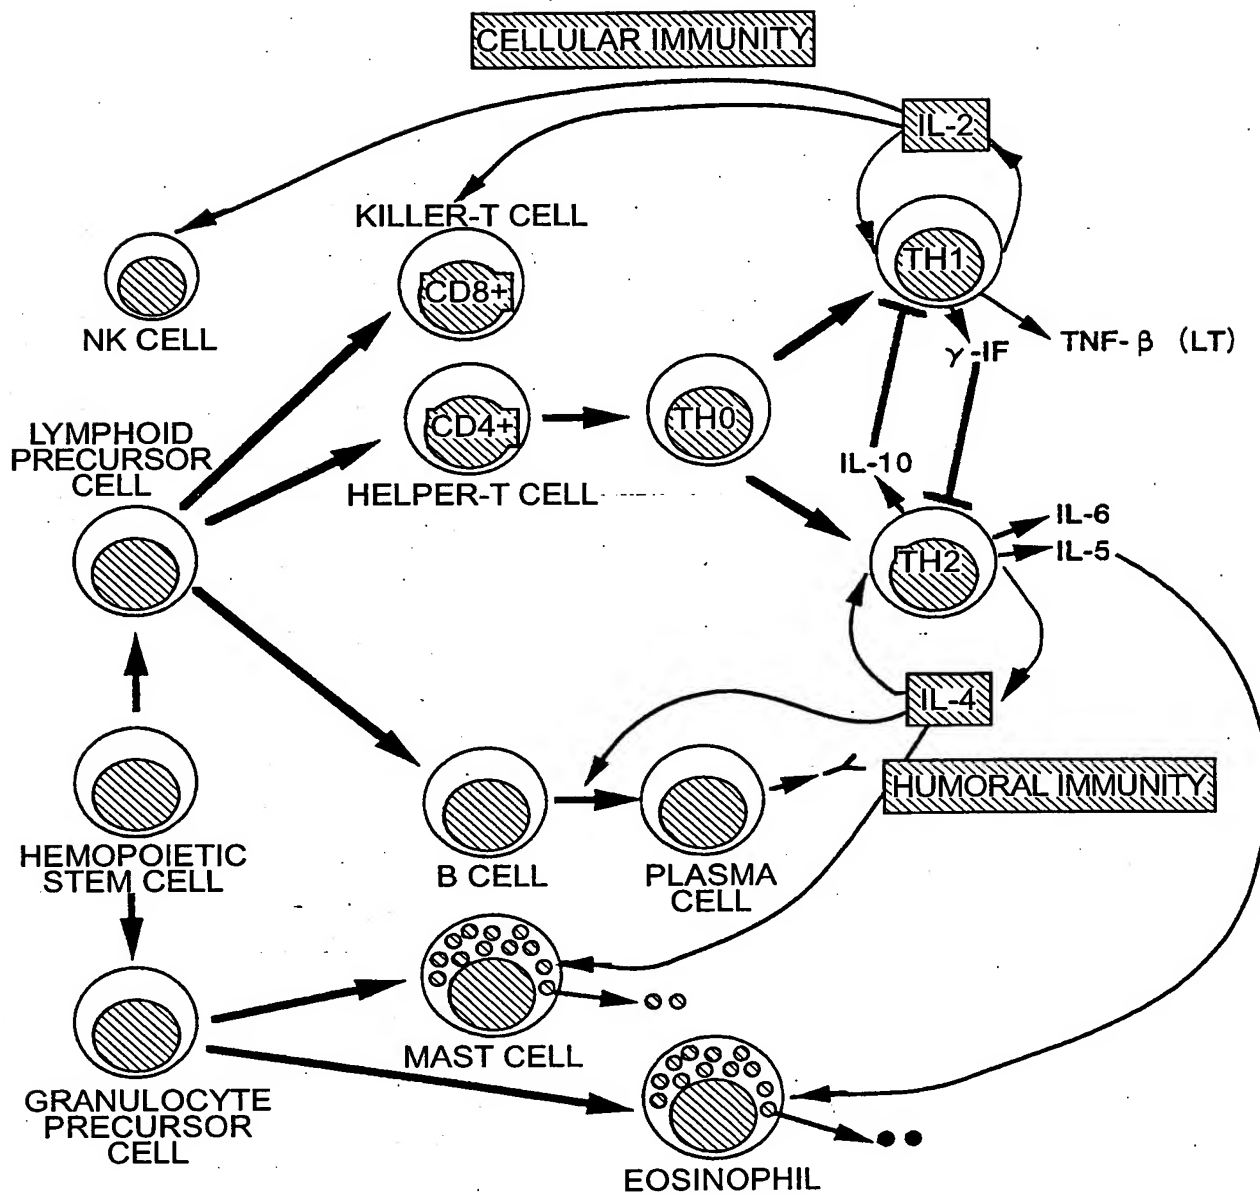 CELLULAR IMMUNITY
IL-2
KILLER-T CELL
TH1
CD8+
NK CELL
γ-IF
TNF-β (LT)
LYMPHOID
PRECURSOR
CELL
CD4+
TH0
IL-10
HELPER-T CELL
IL-6
IL-5
TH2
IL-4
HUMORAL IMMUNITY
HEMOPOIETIC
STEM CELL
B CELL
PLASMA
CELL
MAST CELL
GRANULOCYTE
PRECURSOR
CELL
EOSINOPHIL